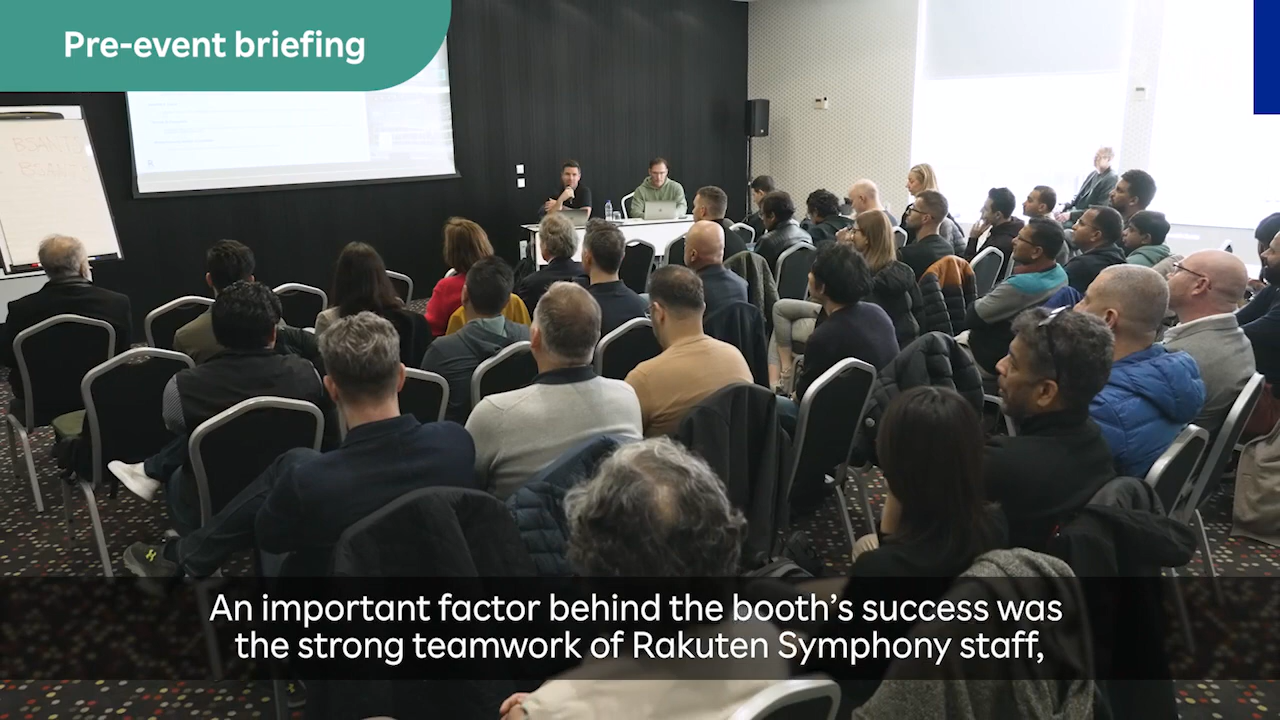 Pre-event briefing
An important factor behind the booth's success was
the strong teamwork of Rakuten Symphony staff,